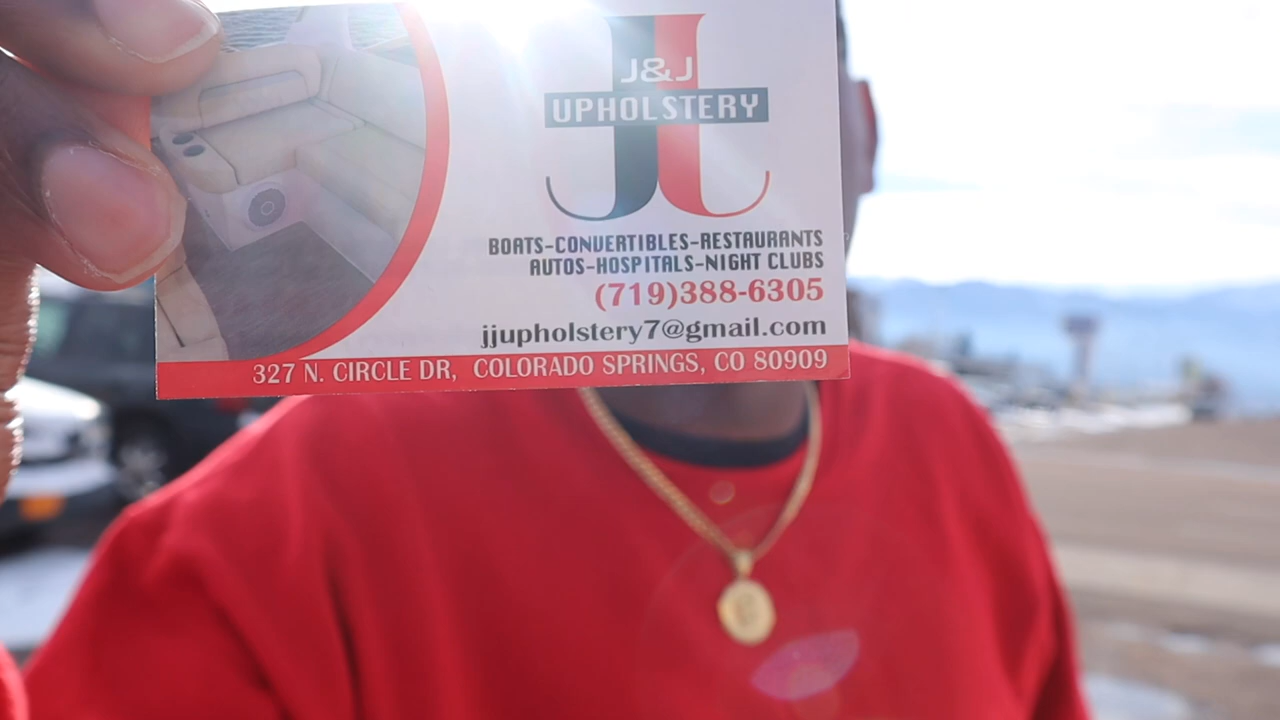 J&J
UPHOLSTERY
BOATS-CONVERTIBLES-RESTAURANTS
AUTOS-HOSPITALS-NIGHT CLUBS
(719)388-6305
jjupholstery7@gmail.com
327 N. CIRCLE DR, COLORADO SPRINGS, CO 80909